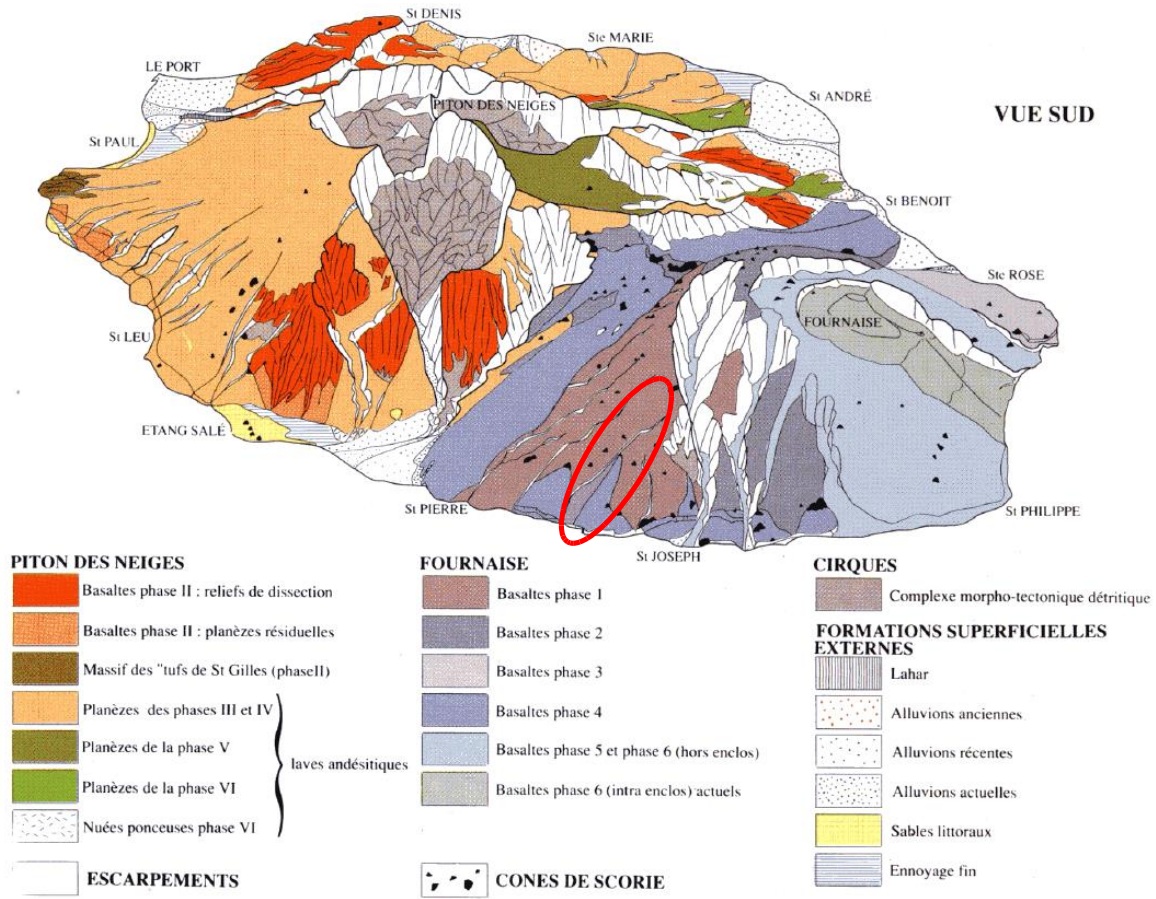 St DENIS
Ste MARIE
LE PORT
St ANDRÉ
PITON DES NEIGES
VUE SUD
St PAUL
St BENOIT
Ste ROSE
FOURNAISE
St LEU
ETANG SALÉ
St PIERRE
St PHILIPPE
St JOSEPH
PITON DES NEIGES
Basaltes phase II : reliefs de dissection
Basaltes phase II : planèzes résiduelles
Massif des "tufs de St Gilles (phaseII)
Planèzes des phases III et IV
Planèzes de la phase V
Planèzes de la phase VI
Nuées ponceuses phase VI
laves andésitiques
ESCARPEMENTS
FOURNAISE
Basaltes phase 1
Basaltes phase 2
Basaltes phase 3
Basaltes phase 4
Basaltes phase 5 et phase 6 (hors enclos)
Basaltes phase 6 (intra enclos) actuels
CONES DE SCORIE
CIRQUES
Complexe morpho-tectonique détritique
FORMATIONS SUPERFICIELLES
EXTERNES
Lahar
Alluvions anciennes
Alluvions récentes
Alluvions actuelles
Sables littoraux
Ennoyage fin